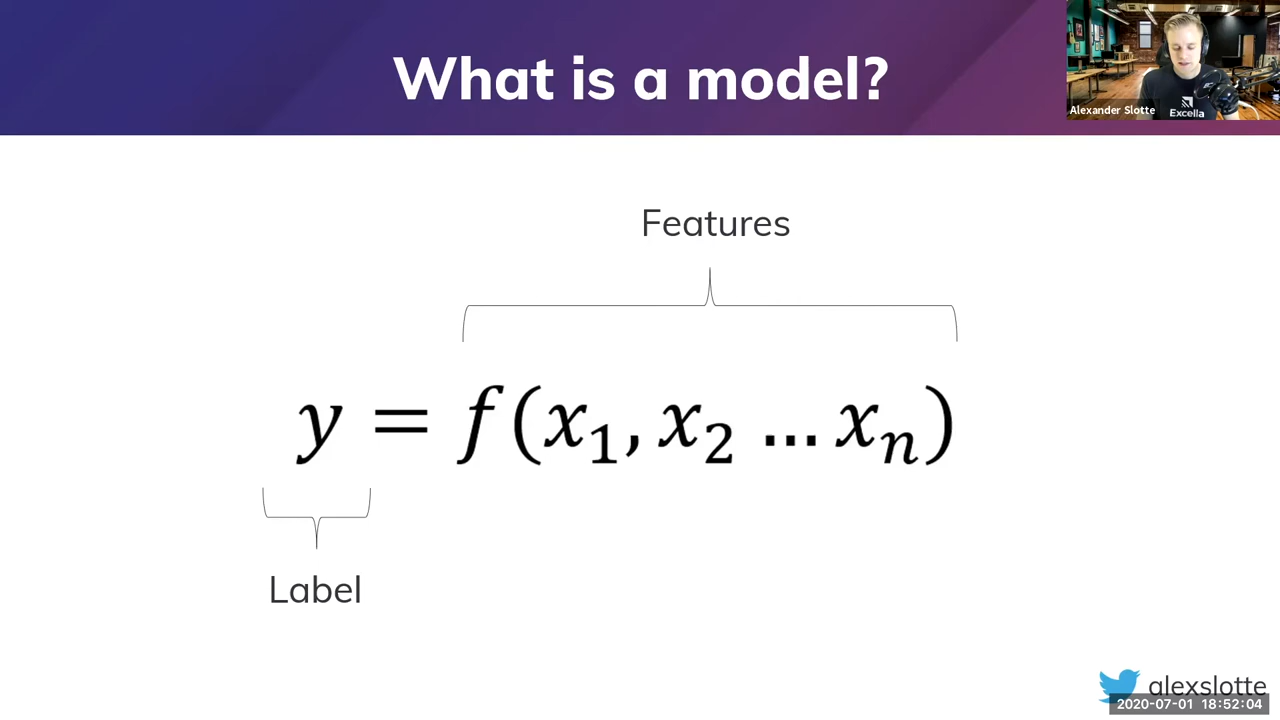 What is a model?
Alexander Slotte
Excella
Features
y = f(x₁, x₂ ... xₙ)
Label
alexslotte
2020-07-01 18:52:04